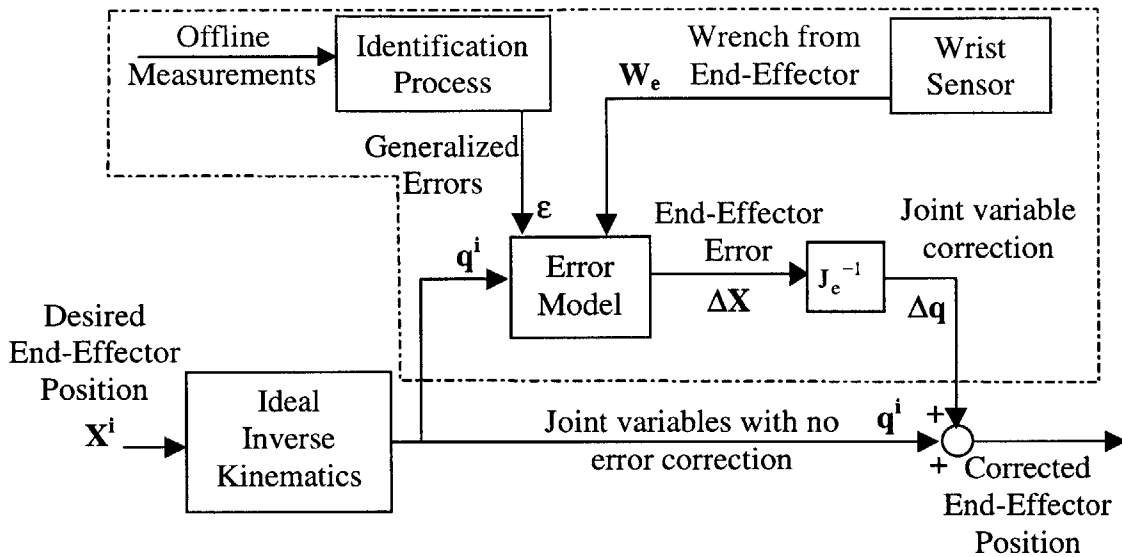 Offline
Measurements
Identification
Process
Wrench from
End-Effector
Wₑ
Wrist
Sensor
Generalized
Errors
ε
qⁱ
Error
Model
End-Effector
Error
ΔX
Jₑ⁻¹
Joint variable
correction
Δq
Desired
End-Effector
Position
Xⁱ
Ideal
Inverse
Kinematics
Joint variables with no
error correction
qⁱ
+
+
Corrected
End-Effector
Position